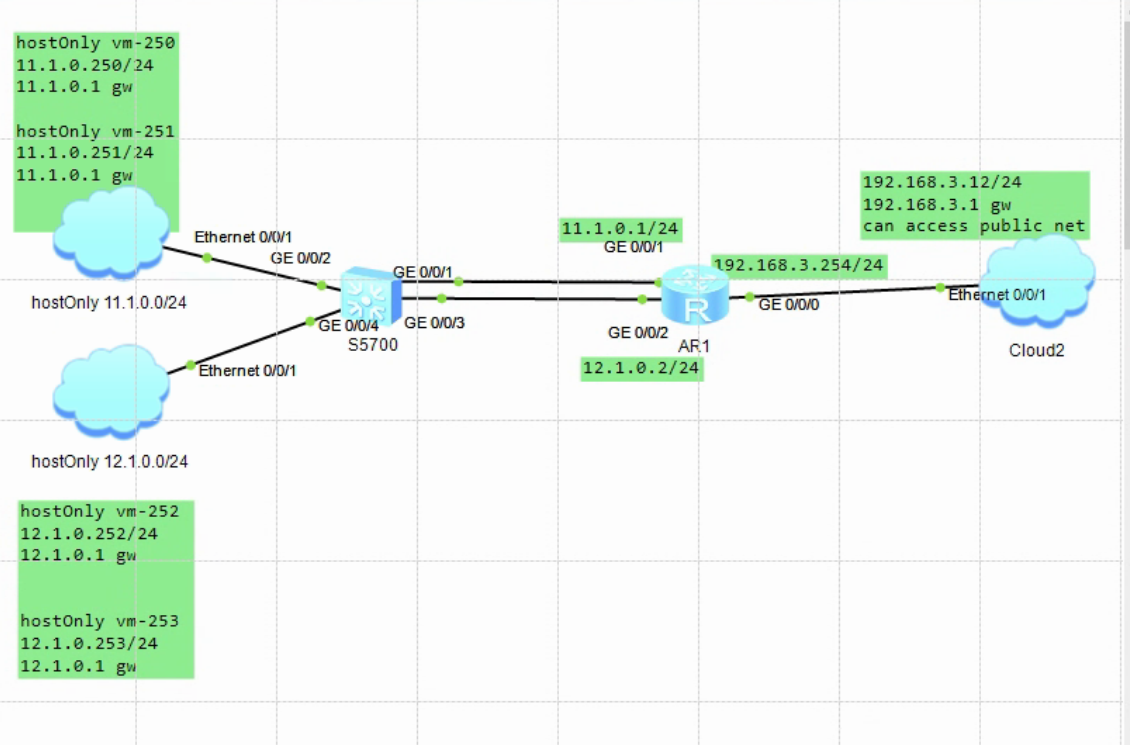 hostOnly vm-250
11.1.0.250/24
11.1.0.1 gw
hostOnly vm-251
11.1.0.251/24
11.1.0.1 gw
Ethernet 0/0/1
GE 0/0/2
hostOnly 11.1.0.0/24
GE 0/0/1
GE 0/0/4
GE 0/0/3
S5700
Ethernet 0/0/1
hostOnly 12.1.0.0/24
hostOnly vm-252
12.1.0.252/24
12.1.0.1 gw
hostOnly vm-253
12.1.0.253/24
12.1.0.1 gw
11.1.0.1/24
GE 0/0/1
192.168.3.254/24
R
GE 0/0/0
GE 0/0/2
AR1
12.1.0.2/24
192.168.3.12/24
192.168.3.1 gw
can access public net
Ethernet 0/0/1
Cloud2